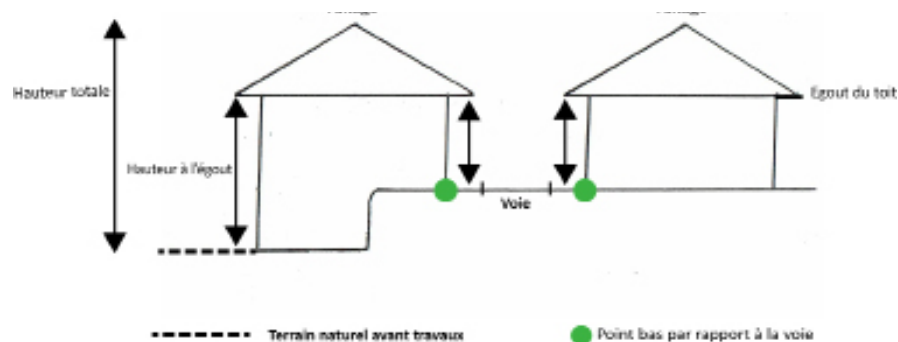 Hauteur totale
Egout du toit
Hauteur à l'égout
Voie
Terrain naturel avant travaux
Point bas par rapport à la voie